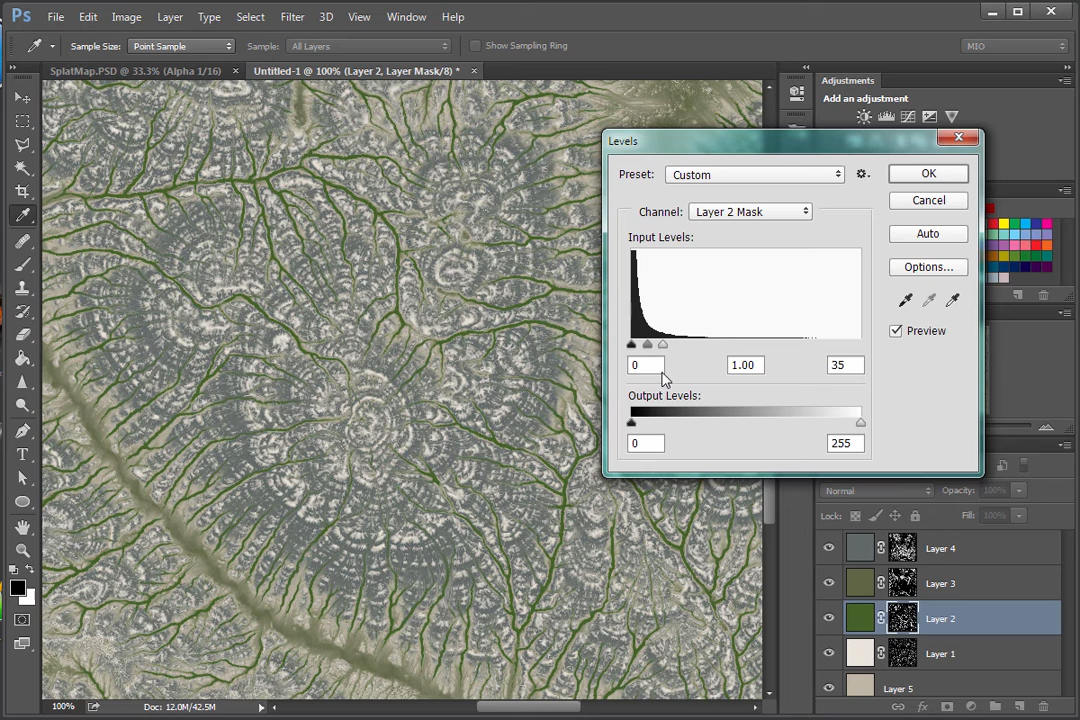 Ps File Edit Image Layer Type Select Filter 3D View Window Help
Sample Size: Point Sample Sample: All Layers Show Sampling Ring MIO
SplatMap.PSD @ 33.3% (Alpha 1/16) × Untitled-1 @ 100% (Layer 2, Layer Mask/8) * ×
Adjustments
Add an adjustment
Levels
Preset: Custom
OK
Channel: Layer 2 Mask
Cancel
Input Levels:
Auto
Options...
Preview
0 1.00 35
Output Levels:
0 255
Normal Opacity: 100%
Lock: Fill: 100%
Layer 4
Layer 3
Layer 2
Layer 1
Layer 5
100% Doc: 12.0M/42.5M